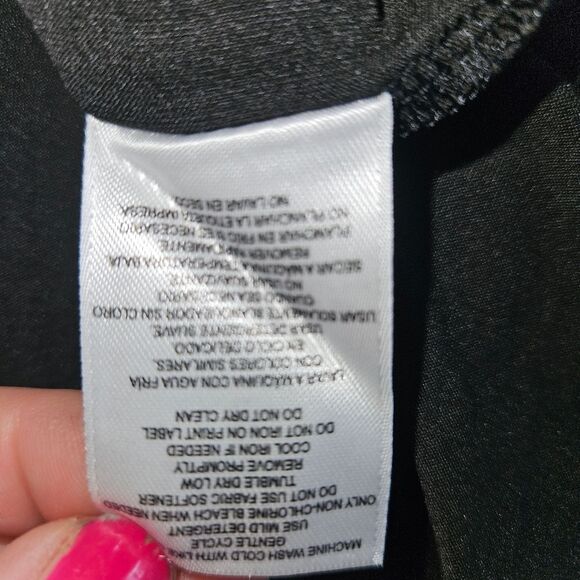 MACHINE WASH COLD WITH LIKE
GENTLE CYCLE
USE MILD DETERGENT
ONLY NON-CHLORINE BLEACH WHEN NEEDED
DO NOT USE FABRIC SOFTENER
TUMBLE DRY LOW
REMOVE PROMPTLY
COOL IRON IF NEEDED
DO NOT IRON ON PRINT LABEL
DO NOT DRY CLEAN
LAVAR A MAQUINA CON AGUA FRIA
CON COLORES SIMILARES.
EN CICLO DELICADO
USAR DETERGENTE SUAVE.
USAR SOLAMENTE BLANQUEADOR SIN CLORO
CUANDO SEA NECESARIO
NO USAR SUAVIZANTE.
SECAR A MAQUINA A TEMPERATURA BAJA.
REMOVER RAPIDAMENTE.
PLANCHAR EN FRIO SI ES NECESARIO
NO PLANCHAR LA ETIQUETA IMPRESA.
NO LAVAR EN SECO